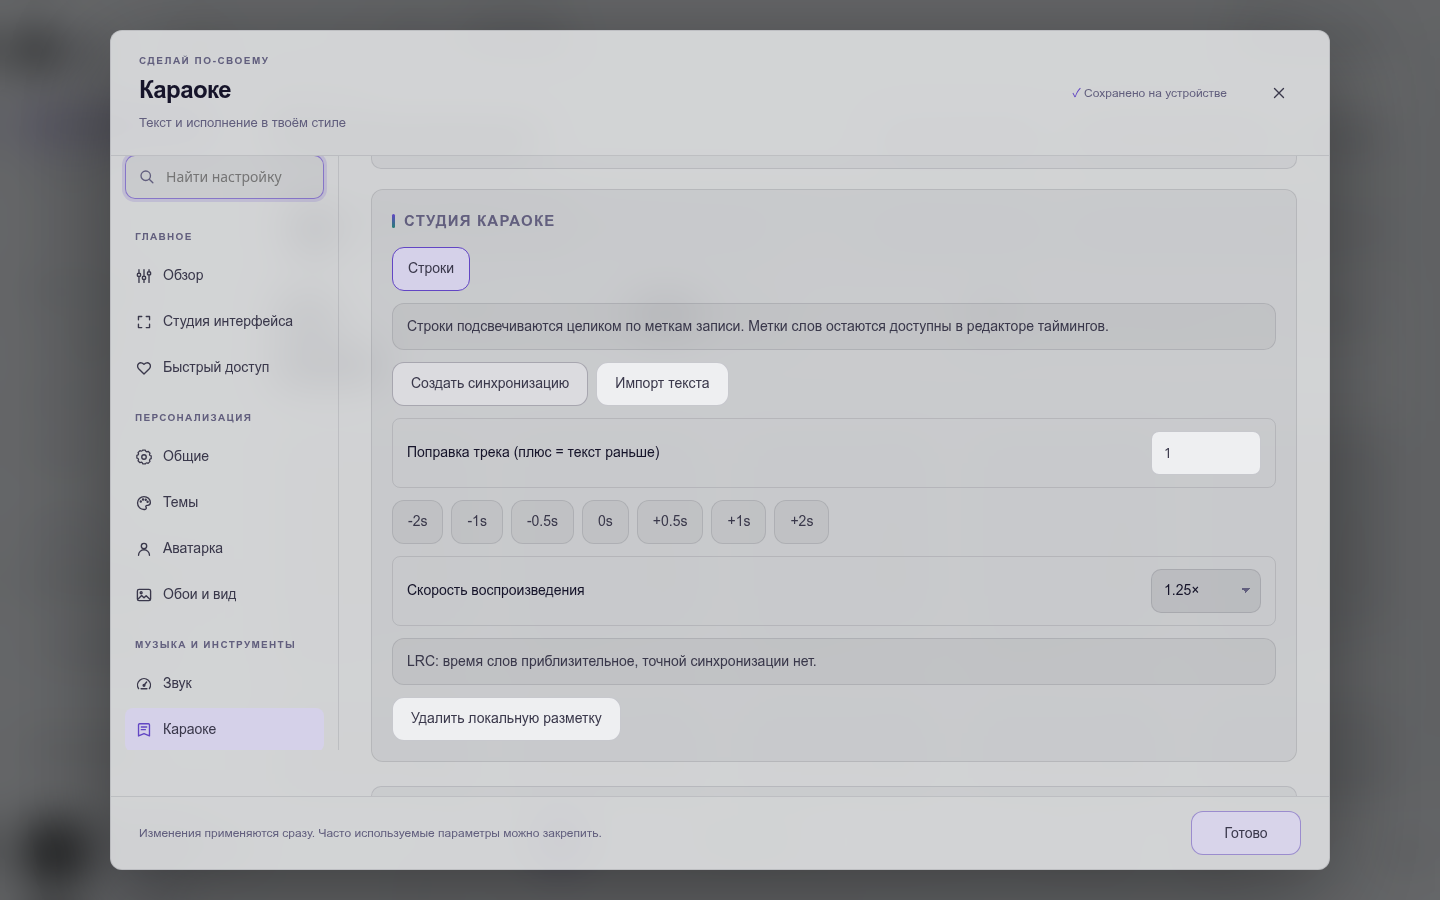 СДЕЛАЙ ПО-СВОЕМУ
Караоке
Текст и исполнение в твоём стиле
✓ Сохранено на устройстве
Найти настройку
ГЛАВНОЕ
Обзор
Студия интерфейса
Быстрый доступ
ПЕРСОНАЛИЗАЦИЯ
Общие
Темы
Аватарка
Обои и вид
МУЗЫКА И ИНСТРУМЕНТЫ
Звук
Караоке
СТУДИЯ КАРАОКЕ
Строки
Строки подсвечиваются целиком по меткам записи. Метки слов остаются доступны в редакторе таймингов.
Создать синхронизацию Импорт текста
Поправка трека (плюс = текст раньше) 1
-2s -1s -0.5s 0s +0.5s +1s +2s
Скорость воспроизведения 1.25×
LRC: время слов приблизительное, точной синхронизации нет.
Удалить локальную разметку
Изменения применяются сразу. Часто используемые параметры можно закрепить.
Готово